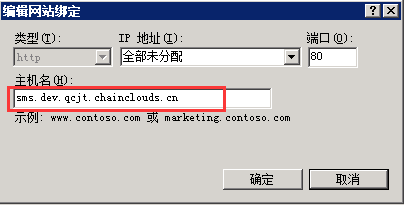 编辑网站绑定
类型(T): IP 地址(I): 端口(O):
http 全部未分配 80
主机名(H):
sms.dev.qcjt.chainclouds.cn
示例: www.contoso.com 或 marketing.contoso.com
确定 取消